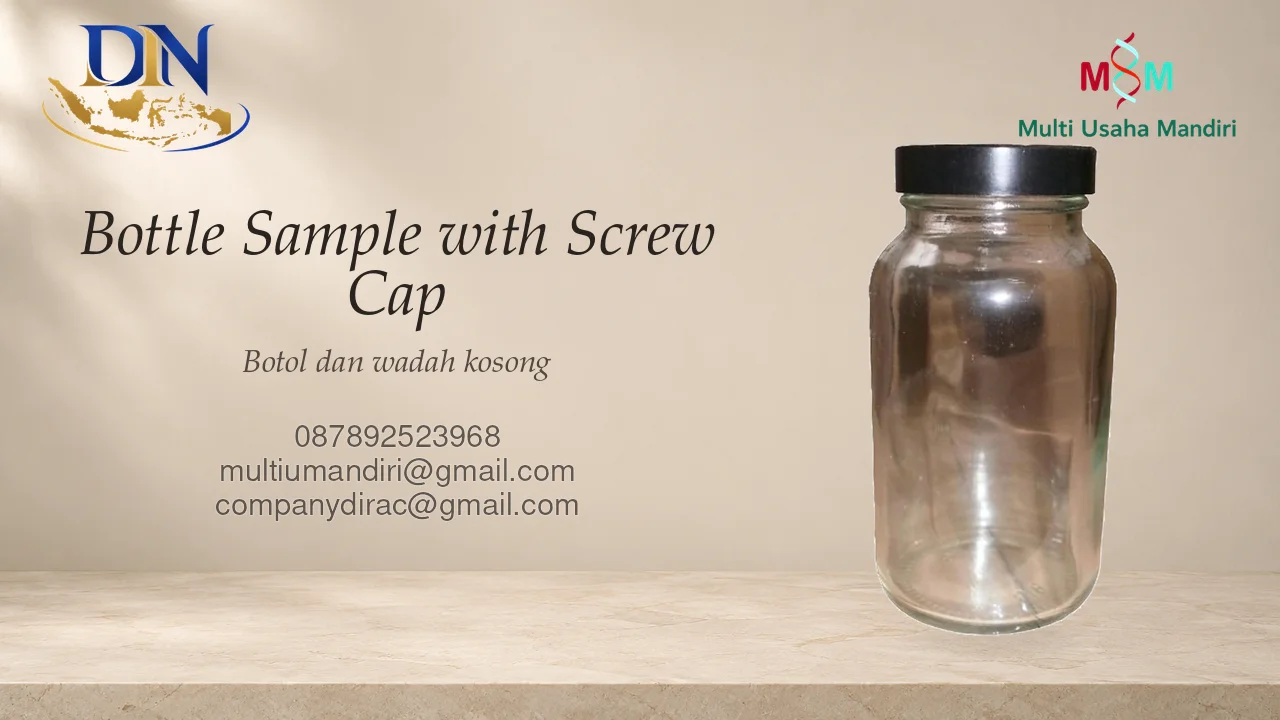 DN
M M
Multi Usaha Mandiri
Bottle Sample with Screw
Cap
Botol dan wadah kosong
087892523968
multiumandiri@gmail.com
companydirac@gmail.com